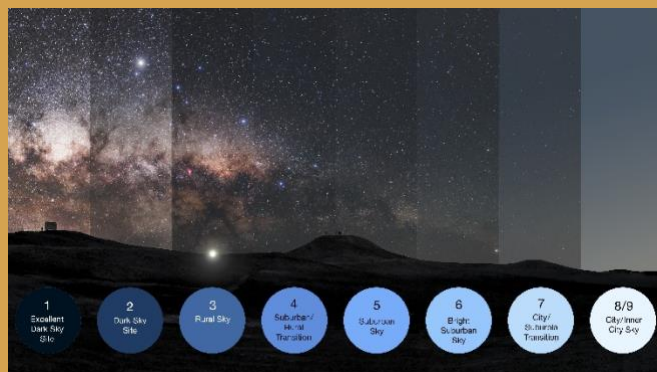 1
Excellent
Dark Sky
Site
2
Dark Sky
Site
3
Rural Sky
4
Suburban/
Rural
Transition
5
Suburban
Sky
6
Bright
Suburban
Sky
7
City/
Suburbia
Transition
8/9
City/Inner
City Sky